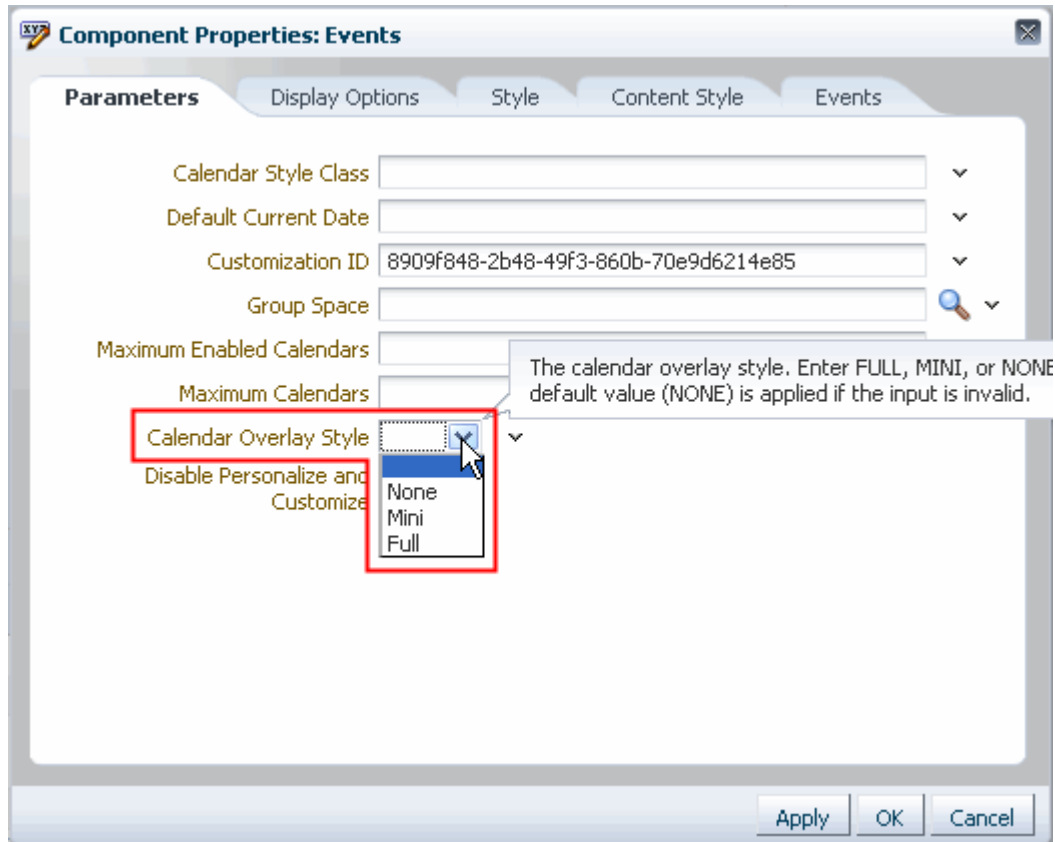 Component Properties: Events
Parameters
Display Options
Style
Content Style
Events
Calendar Style Class
Default Current Date
Customization ID 8909f848-2b48-49f3-860b-70e9d6214e85
Group Space
Maximum Enabled Calendars
The calendar overlay style. Enter FULL, MINI, or NONE
default value (NONE) is applied if the input is invalid.
Maximum Calendars
Calendar Overlay Style
Disable Personalize and
Customize
None
Mini
Full
Apply
OK
Cancel